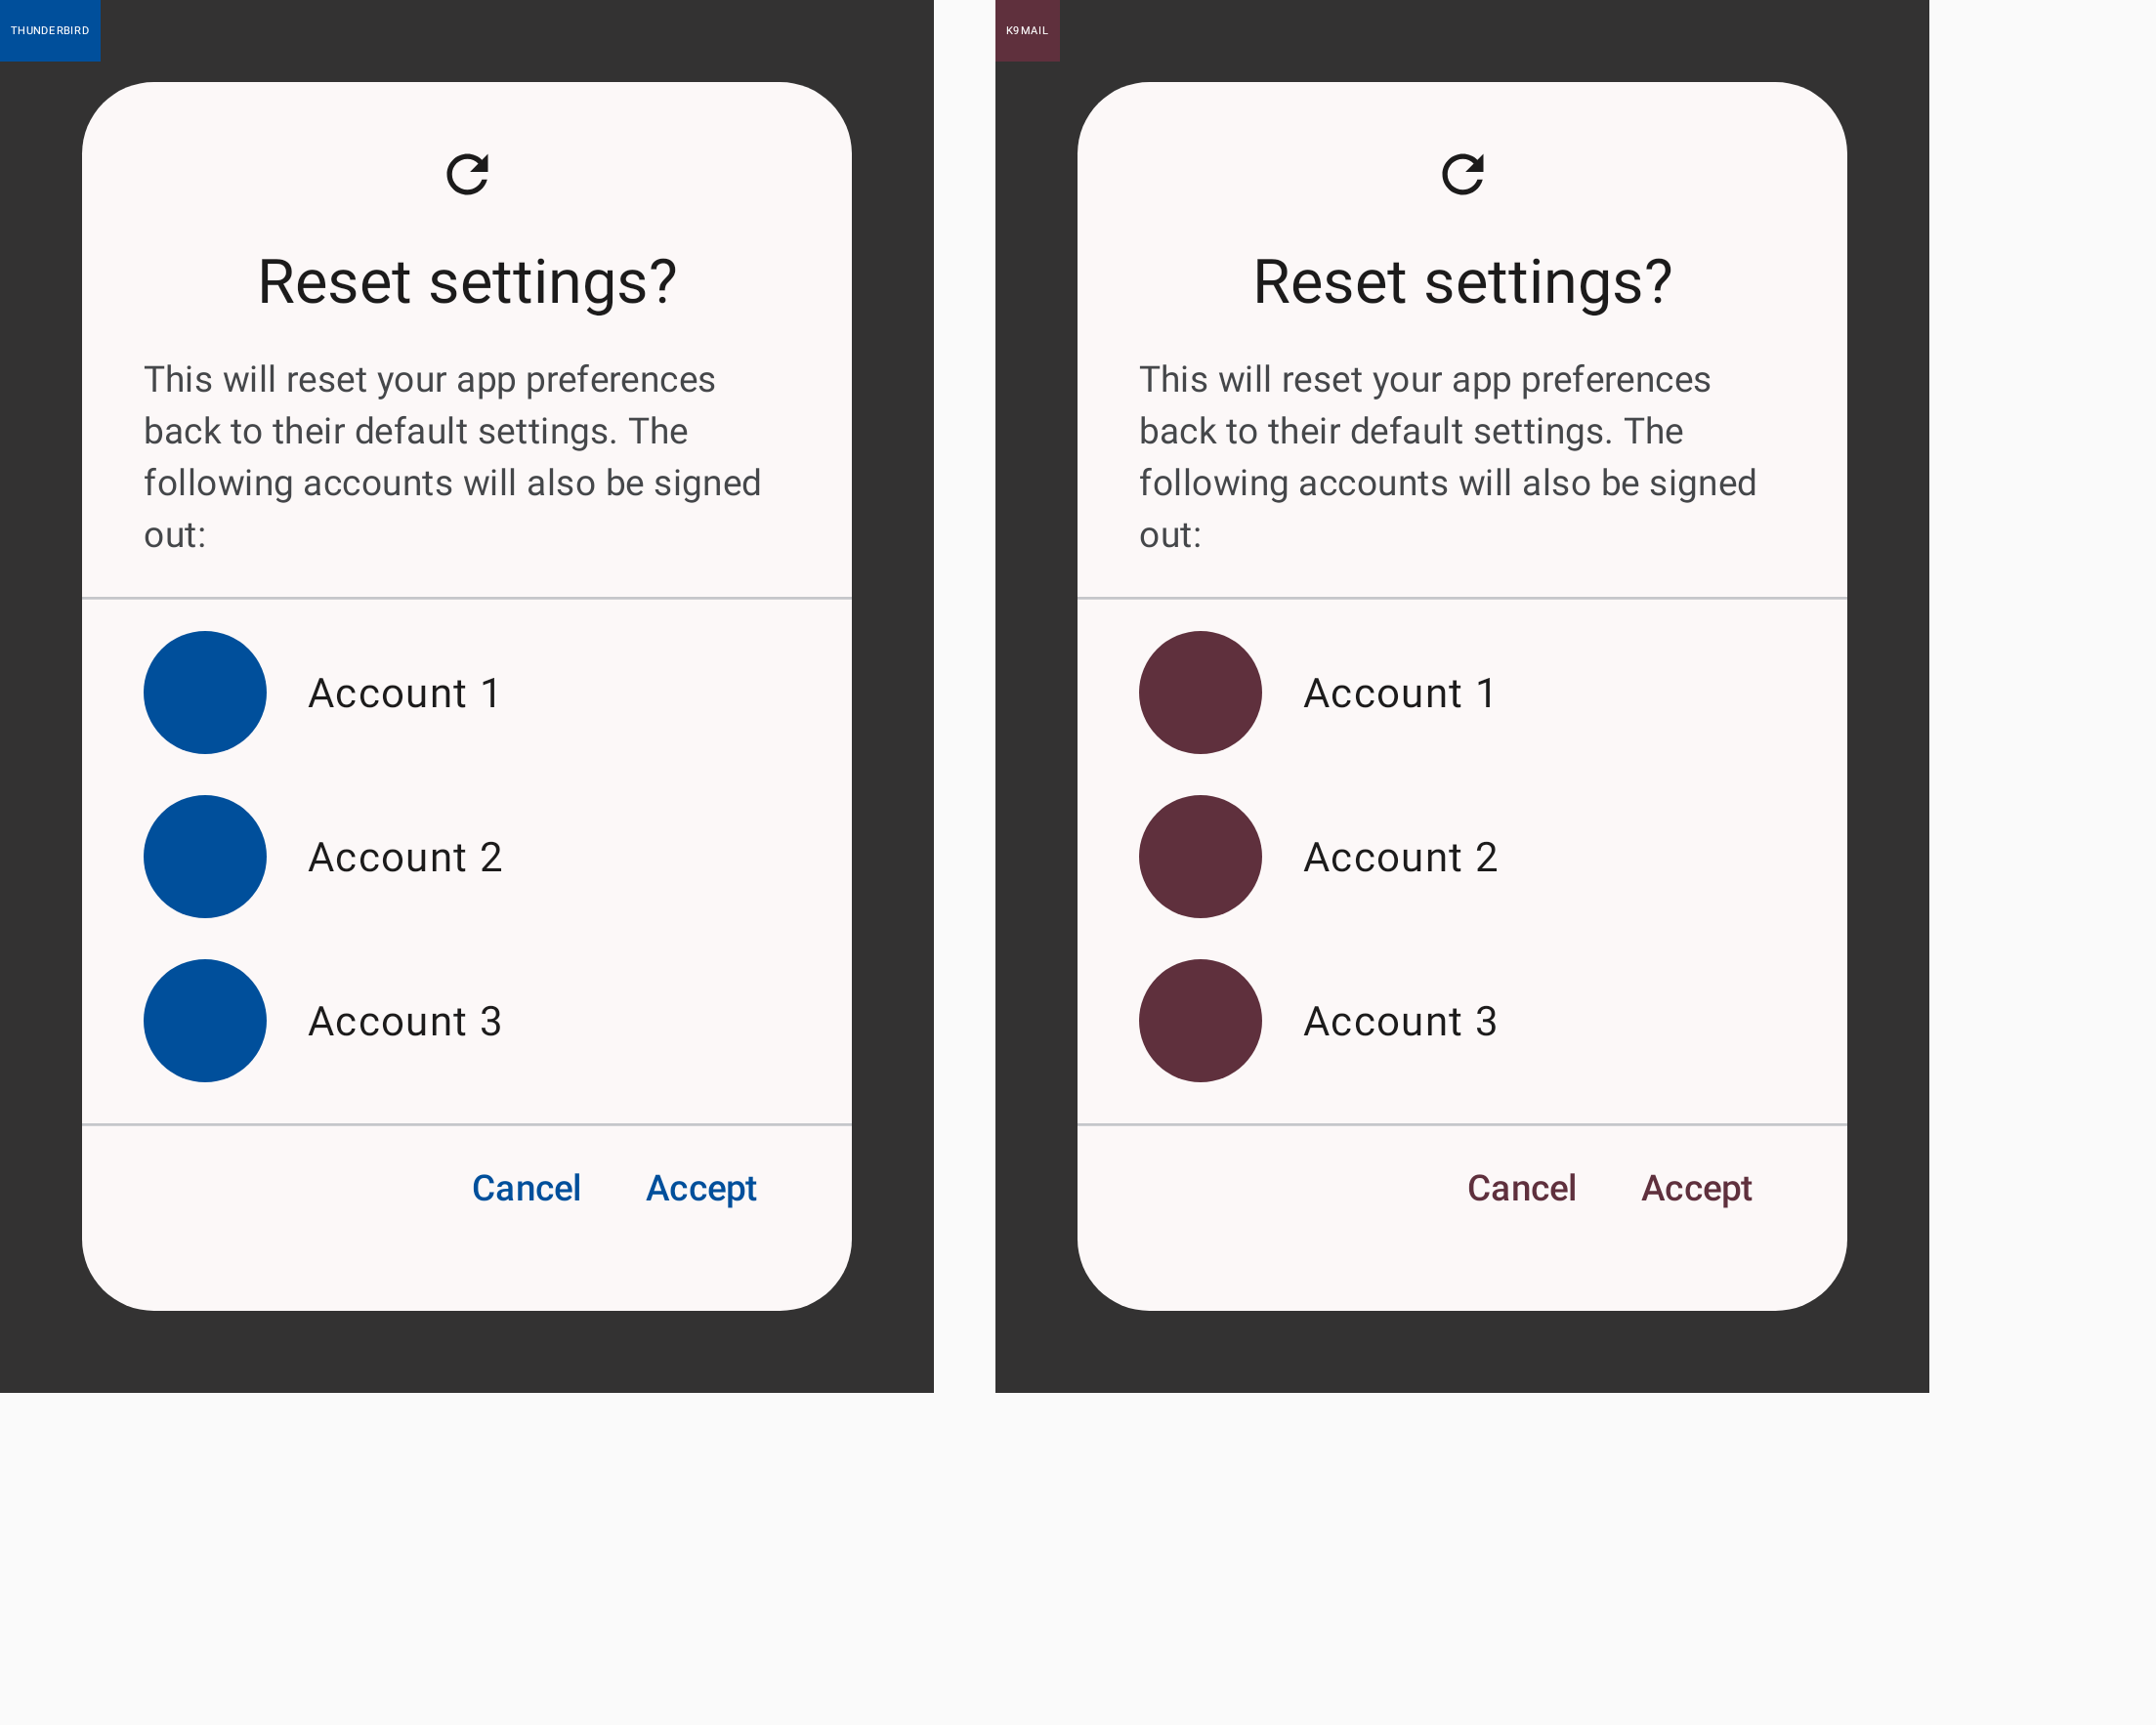 THUNDERBIRD
Reset settings?
This will reset your app preferences
back to their default settings. The
following accounts will also be signed
out:
Account 1
Account 2
Account 3
Cancel Accept
K9MAIL
Reset settings?
This will reset your app preferences
back to their default settings. The
following accounts will also be signed
out:
Account 1
Account 2
Account 3
Cancel Accept